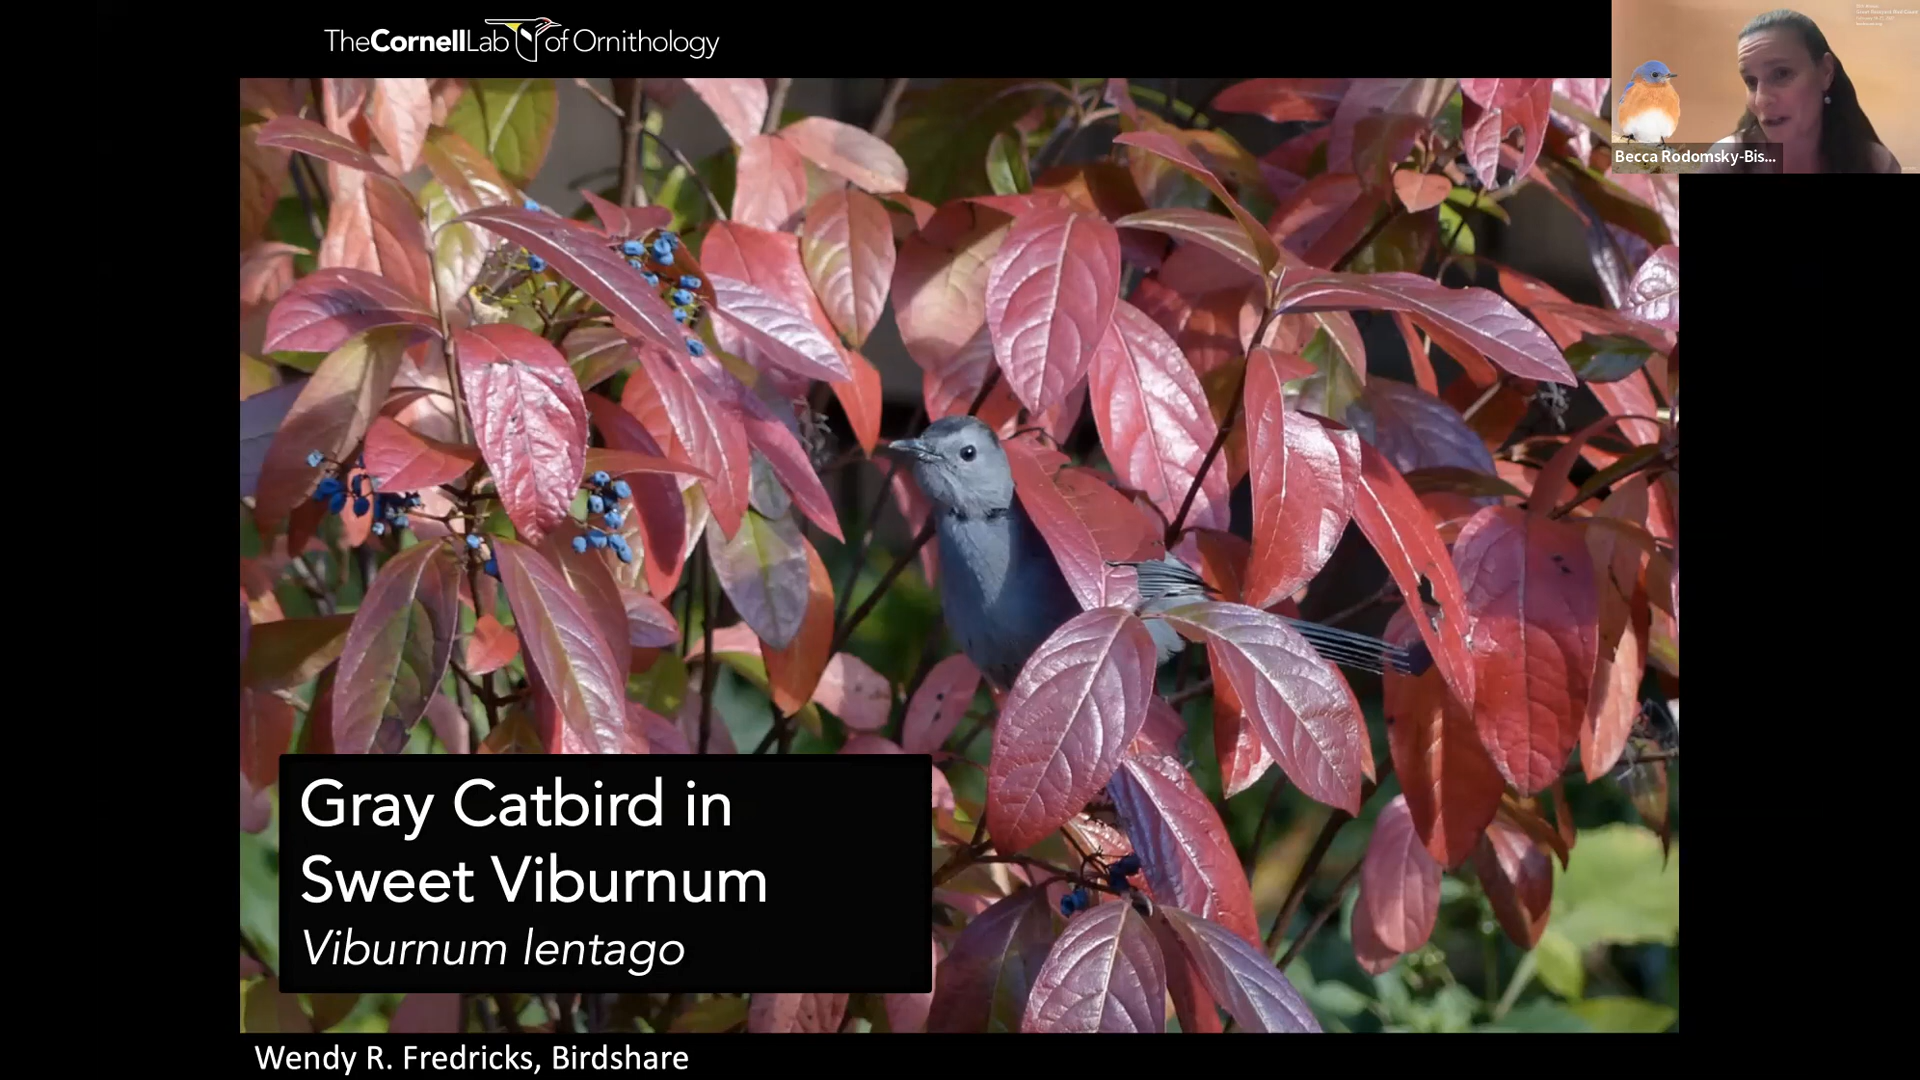 TheCornellLab of Ornithology
Becca Rodomsky-Bis...
Gray Catbird in
Sweet Viburnum
Viburnum lentago
Wendy R. Fredricks, Birdshare